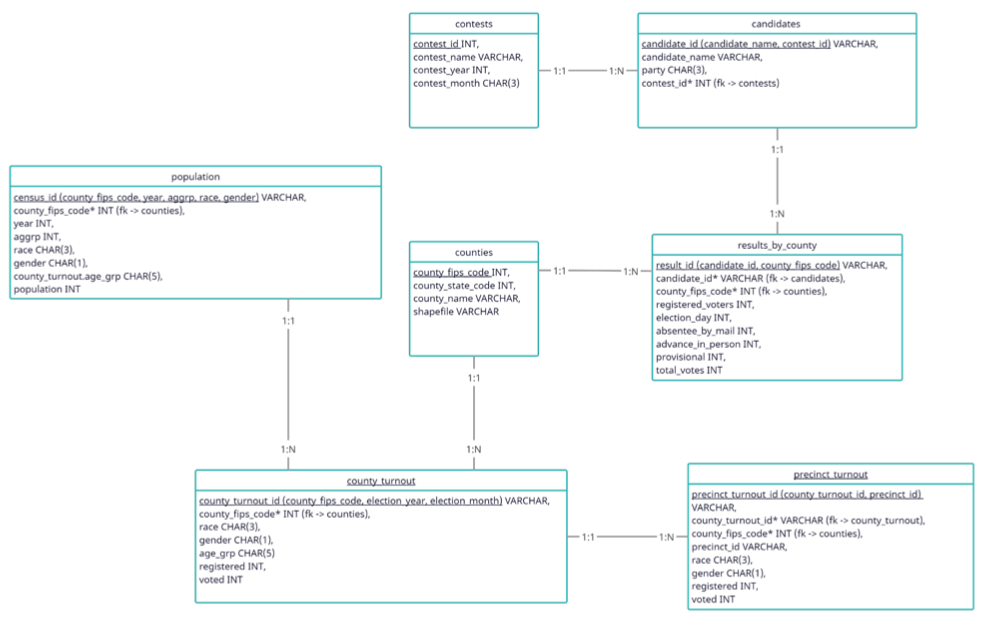 contests
contest_id INT,
contest_name VARCHAR,
contest_year INT,
contest_month CHAR(3)
1:1
1:N
candidates
candidate_id (candidate_name, contest_id) VARCHAR,
candidate_name VARCHAR,
party CHAR(3),
contest_id* INT (fk -> contests)
1:1
1:N
population
census_id (county_fips_code, year, aggrp, race, gender) VARCHAR,
county_fips_code* INT (fk -> counties),
year INT,
aggrp INT,
race CHAR(3),
gender CHAR(1),
county_turnout.age_grp CHAR(5),
population INT
1:1
1:N
counties
county_fips_code INT,
county_state_code INT,
county_name VARCHAR,
shapefile VARCHAR
1:1
1:N
results_by_county
result_id (candidate_id, county_fips_code) VARCHAR,
candidate_id* VARCHAR (fk -> candidates),
county_fips_code* INT (fk -> counties),
registered_voters INT,
election_day INT,
absentee_by_mail INT,
advance_in_person INT,
provisional INT,
total_votes INT
1:1
1:N
county_turnout
county_turnout_id (county_fips_code, election_year, election_month) VARCHAR,
county_fips_code* INT (fk -> counties),
race CHAR(3),
gender CHAR(1),
age_grp CHAR(5)
registered INT,
voted INT
1:1
1:N
precinct_turnout
precinct_turnout_id (county_turnout_id, precinct_id)
VARCHAR,
county_turnout_id* VARCHAR (fk -> county_turnout),
county_fips_code* INT (fk -> counties),
precinct_id VARCHAR,
race CHAR(3),
gender CHAR(1),
registered INT,
voted INT